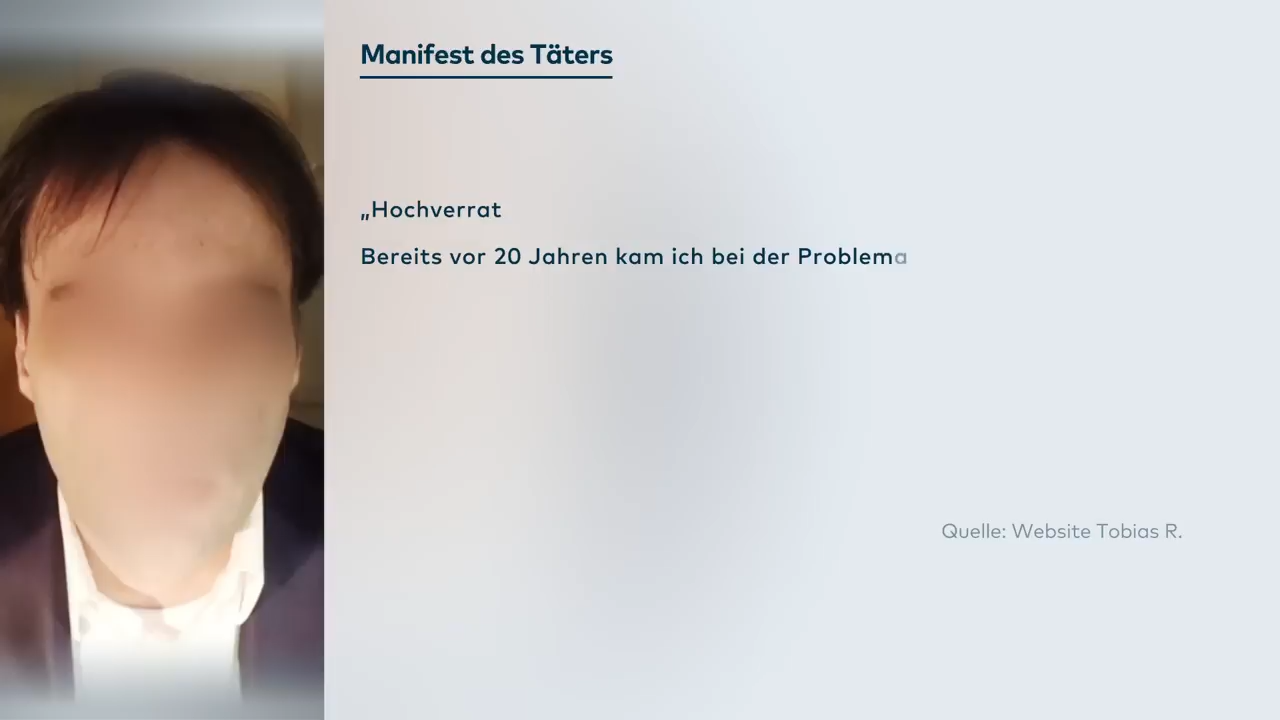 Manifest des Täters
„Hochverrat
Bereits vor 20 Jahren kam ich bei der Problema
Quelle: Website Tobias R.